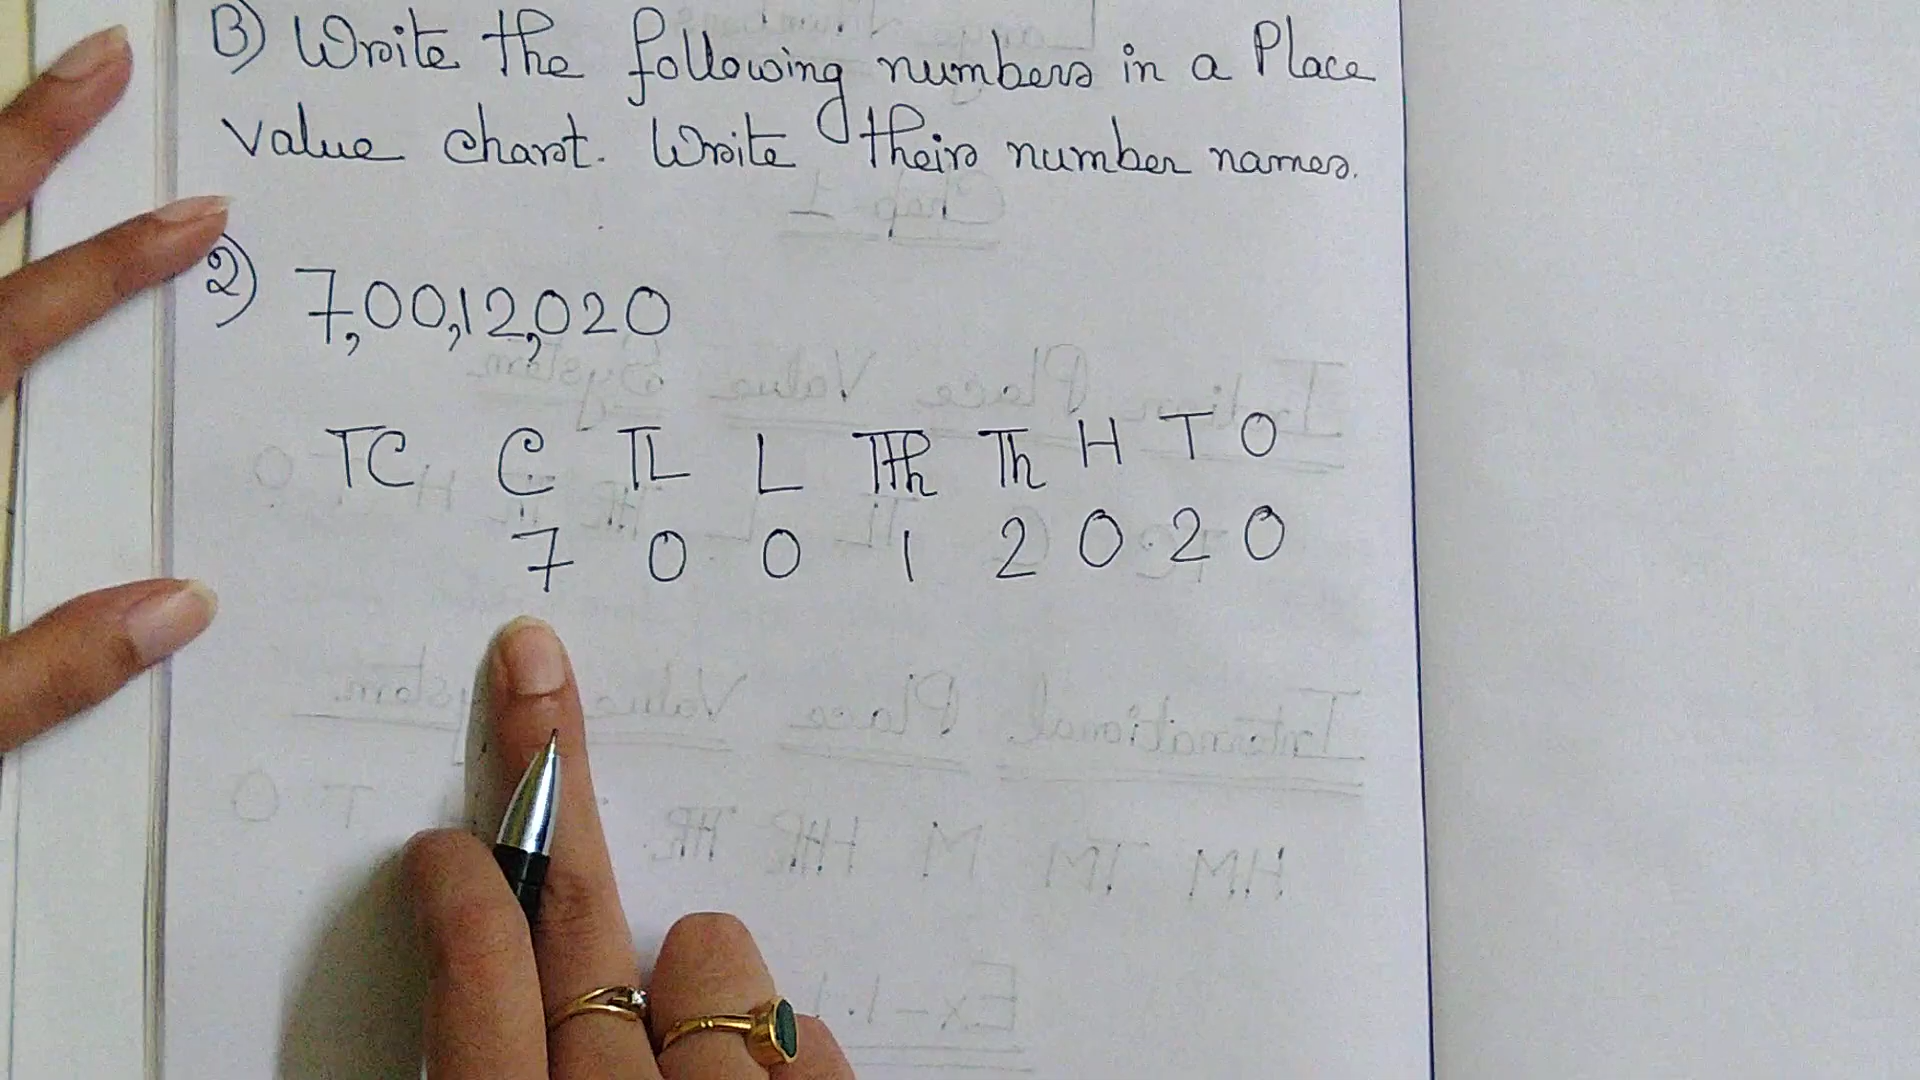 B) Write the following numbers in a Place
Value chart. Write their number names.
2) 7,00,12,020
TC C TL L TTh Th H T O
7 0 0 1 2 0 2 0